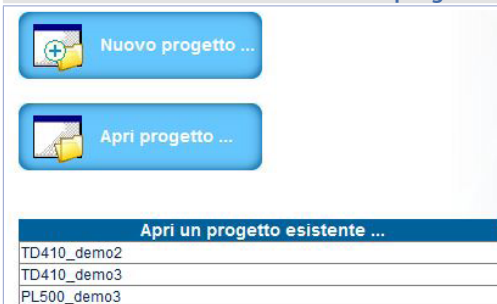 Nuovo progetto ...
Apri progetto ...
Apri un progetto esistente ...
TD410_demo2
TD410_demo3
PL500_demo3